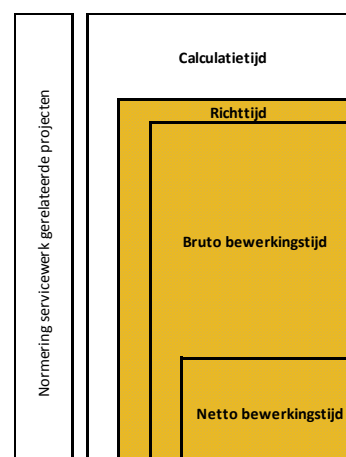 Normering servicewerk gerelateerde projecten
Calculatietijd
Richttijd
Bruto bewerkingstijd
Netto bewerkingstijd